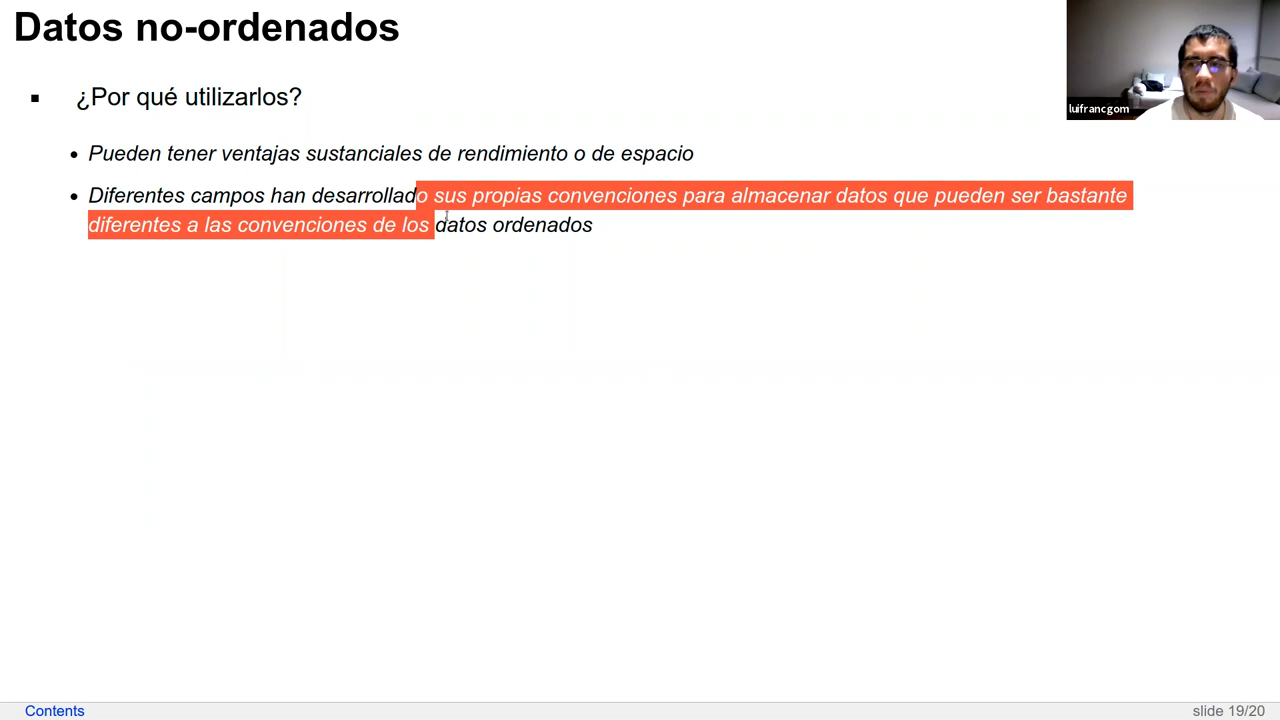 Datos no-ordenados
¿Por qué utilizarlos?
Pueden tener ventajas sustanciales de rendimiento o de espacio
Diferentes campos han desarrollado sus propias convenciones para almacenar datos que pueden ser bastante
diferentes a las convenciones de los datos ordenados
luifrancgom
Contents
slide 19/20